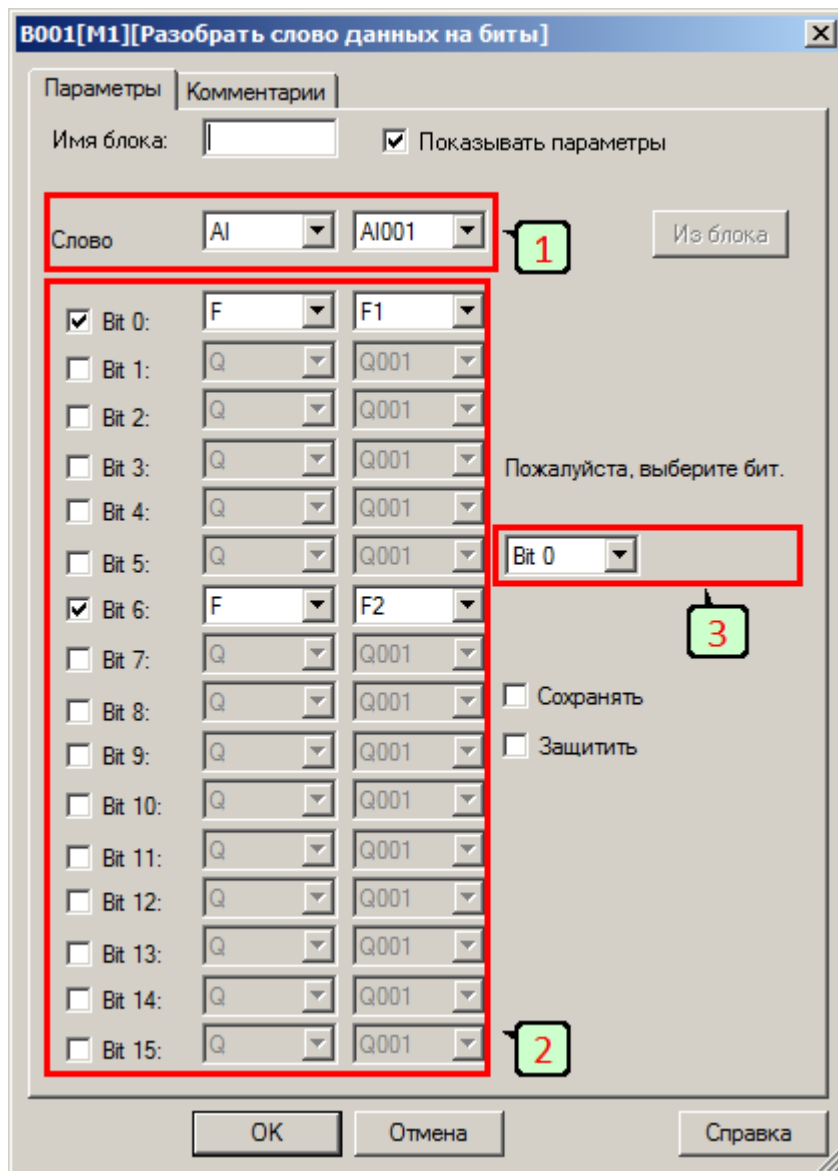 B001[M1][Разобрать слово данных на биты]
Параметры Комментарии
Имя блока: Показывать параметры
Слово AI AI001 1 Из блока
Bit 0: F F1
Bit 1: Q Q001
Bit 2: Q Q001
Bit 3: Q Q001 Пожалуйста, выберите бит.
Bit 4: Q Q001
Bit 5: Q Q001 Bit 0
Bit 6: F F2 3
Bit 7: Q Q001
Bit 8: Q Q001 Сохранять
Bit 9: Q Q001 Защитить
Bit 10: Q Q001
Bit 11: Q Q001
Bit 12: Q Q001
Bit 13: Q Q001
Bit 14: Q Q001
Bit 15: Q Q001 2
OK Отмена Справка